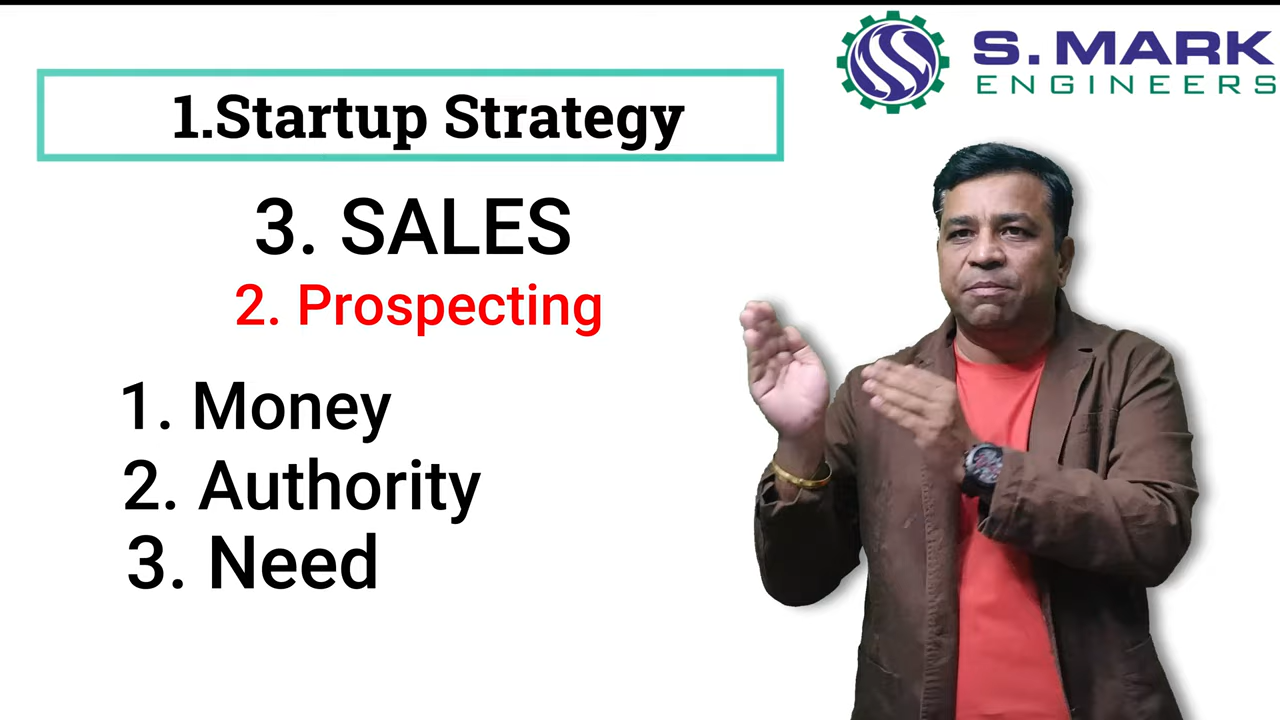 S. MARK
ENGINEERS
1.Startup Strategy
3. SALES
2. Prospecting
1. Money
2. Authority
3. Need